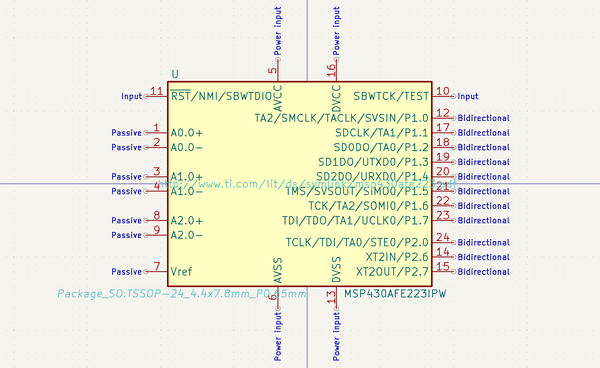 Power input
Power input
U
5
16
Input 11 RST/NMI/SBWTDIO
AVCC
DVCC
SBWTCK/TEST 10 Input
TA2/SMCLK/TACLK/SVSIN/P1.0 12 Bidirectional
Passive 1 A0.0+
SDCLK/TA1/P1.1 17 Bidirectional
Passive 2 A0.0-
SD0DO/TA0/P1.2 18 Bidirectional
SD1DO/UTXD0/P1.3 19 Bidirectional
Passive 3 A1.0+
SD2DO/URXD0/P1.4 20 Bidirectional
http://www.ti.com/lit/ds/symlink/msp430afe223.pdf
Passive 4 A1.0-
TMS/SVSOUT/SIMO0/P1.5 21 Bidirectional
TCK/TA2/SOMI0/P1.6 22 Bidirectional
Passive 8 A2.0+
TDI/TDO/TA1/UCLK0/P1.7 23 Bidirectional
Passive 9 A2.0-
TCLK/TDI/TA0/STE0/P2.0 24 Bidirectional
XT2IN/P2.6 14 Bidirectional
Passive 7 Vref
AVSS
DVSS
XT2OUT/P2.7 15 Bidirectional
Package_SO:TSSOP-24_4.4x7.8mm_P0.65mm
MSP430AFE223IPW
6
13
Power input
Power input